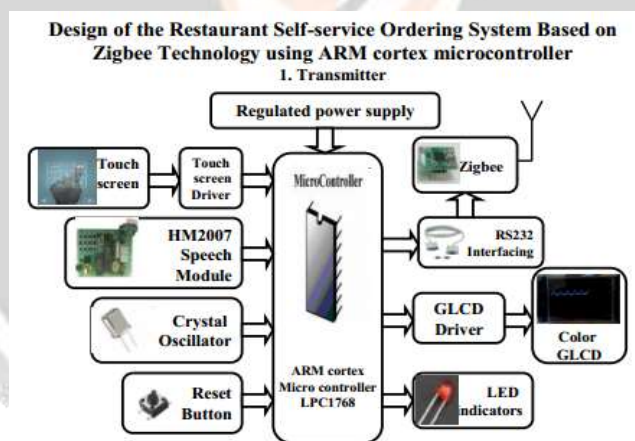 Design of the Restaurant Self-service Ordering System Based on
Zigbee Technology using ARM cortex microcontroller
1. Transmitter
Regulated power supply
Touch
screen
Touch
screen
Driver
MicroController
Zigbee
HM2007
Speech
Module
RS232
Interfacing
Crystal
Oscillator
GLCD
Driver
Color
GLCD
Reset
Button
ARM cortex
Micro controller
LPC1768
LED
indicators